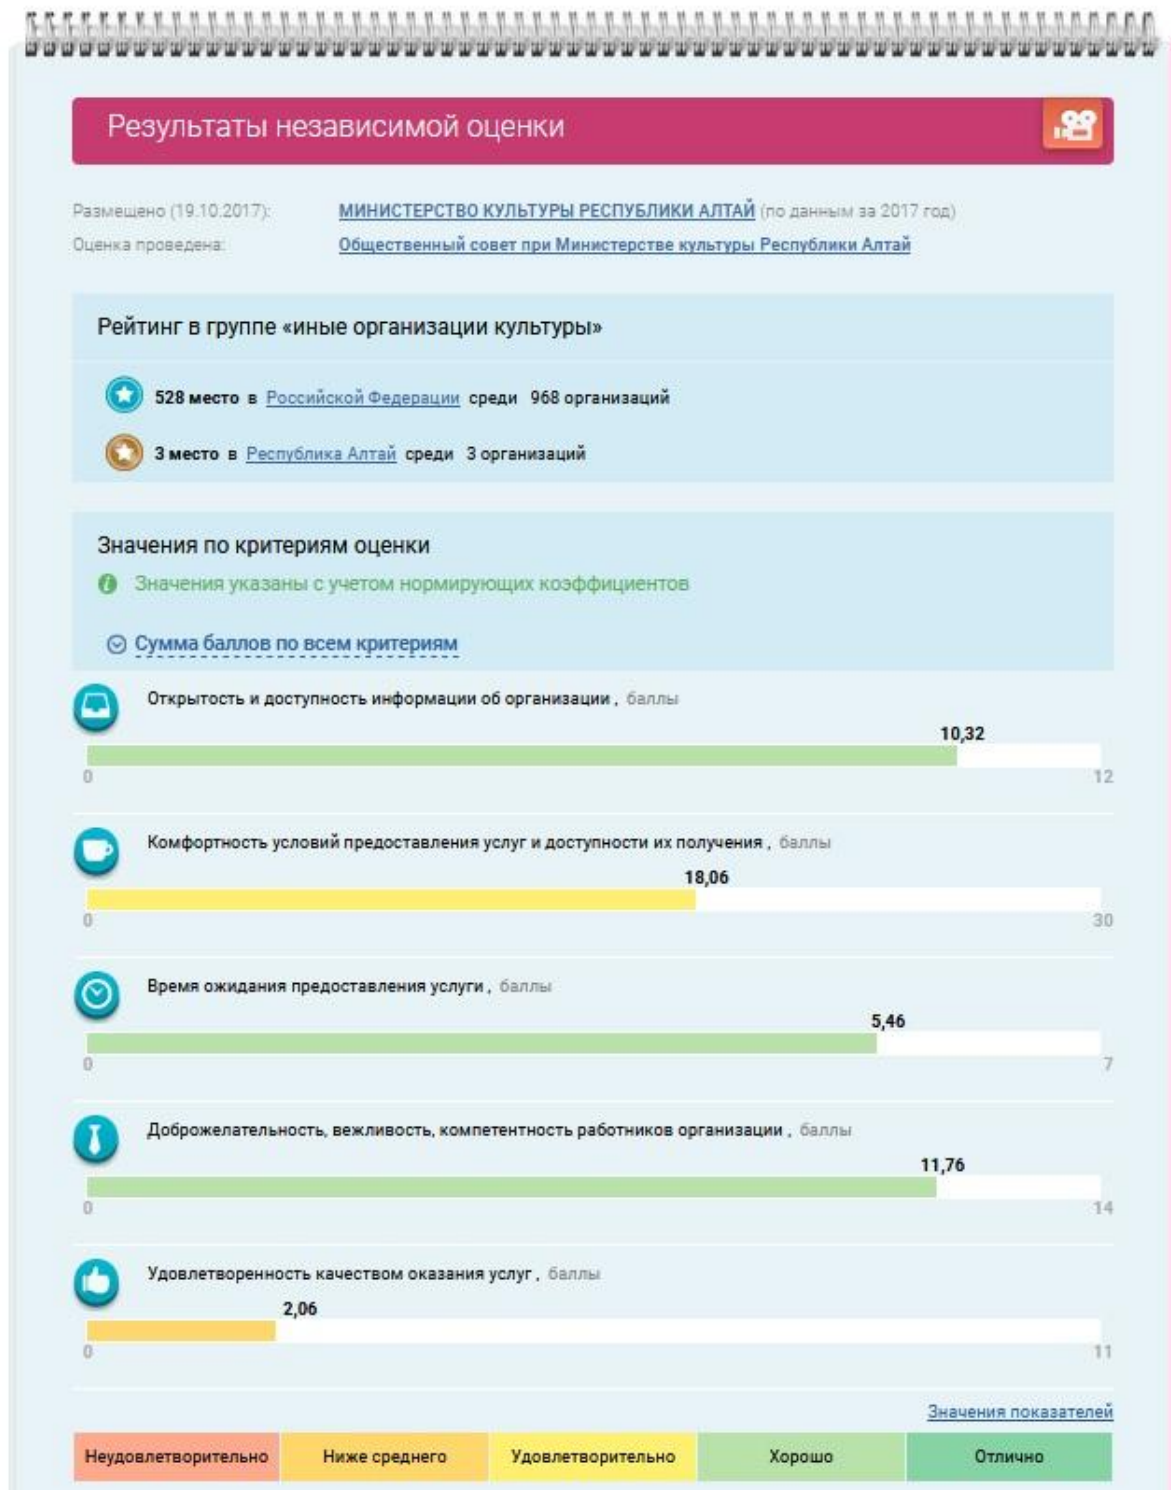 Результаты независимой оценки
Размещено (19.10.2017): МИНИСТЕРСТВО КУЛЬТУРЫ РЕСПУБЛИКИ АЛТАЙ (по данным за 2017 год)
Оценка проведена: Общественный совет при Министерстве культуры Республики Алтай
Рейтинг в группе «иные организации культуры»
528 место в Российской Федерации среди 968 организаций
3 место в Республика Алтай среди 3 организаций
Значения по критериям оценки
Значения указаны с учетом нормирующих коэффициентов
Сумма баллов по всем критериям
Открытость и доступность информации об организации , баллы
10,32
0 12
Комфортность условий предоставления услуг и доступности их получения , баллы
18,06
0 30
Время ожидания предоставления услуги , баллы
5,46
0 7
Доброжелательность, вежливость, компетентность работников организации , баллы
11,76
0 14
Удовлетворенность качеством оказания услуг , баллы
2,06
0 11
Значения показателей
Неудовлетворительно Ниже среднего Удовлетворительно Хорошо Отлично